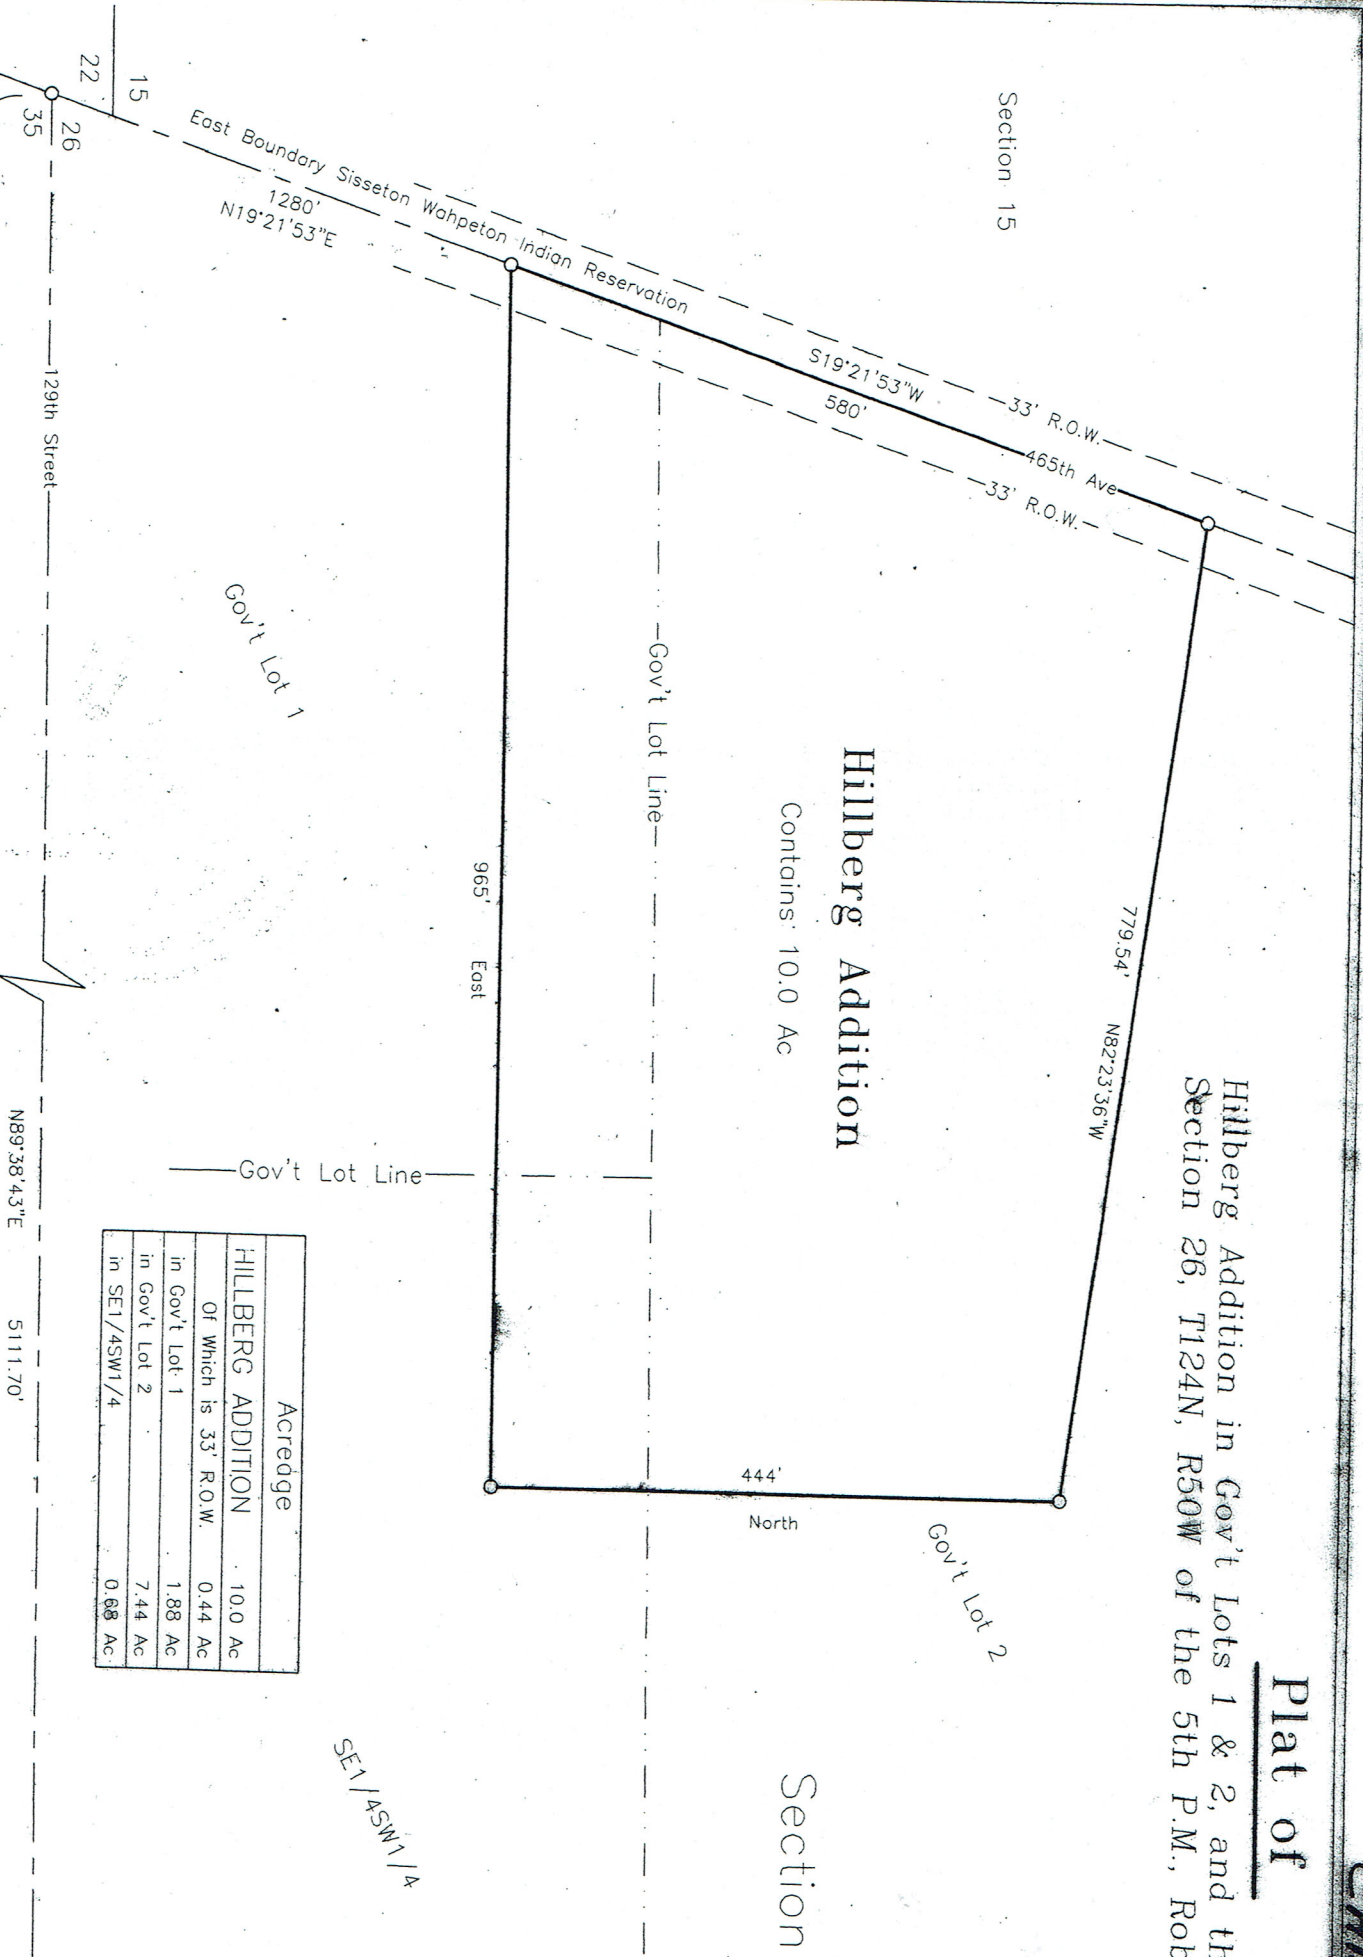 Plat of
Hillberg Addition in Gov't Lots 1 & 2, and
Section 26, T124N, R50W of the 5th P.M.,
Section 15
33' R.O.W.
465th Ave
33' R.O.W.
S19°21'53"W
580'
779.54' N82°23'36"W
Hillberg Addition
Contains: 10.0 Ac
Gov't Lot 2
444'
North
Section
East Boundary Sisseton Wahpeton Indian Reservation
1280'
N19°21'53"E
Gov't Lot Line
965' East
Gov't Lot 1
Gov't Lot Line
SE1/4SW1/4
Acredge
HILLBERG ADDITION 10.0 Ac
Of Which is 33' R.O.W. 0.44 Ac
in Gov't Lot 1 1.88 Ac
in Gov't Lot 2 7.44 Ac
in SE1/4SW1/4 0.68 Ac
15
22
26
35
129th Street
N89°38'43"E 5111.70'